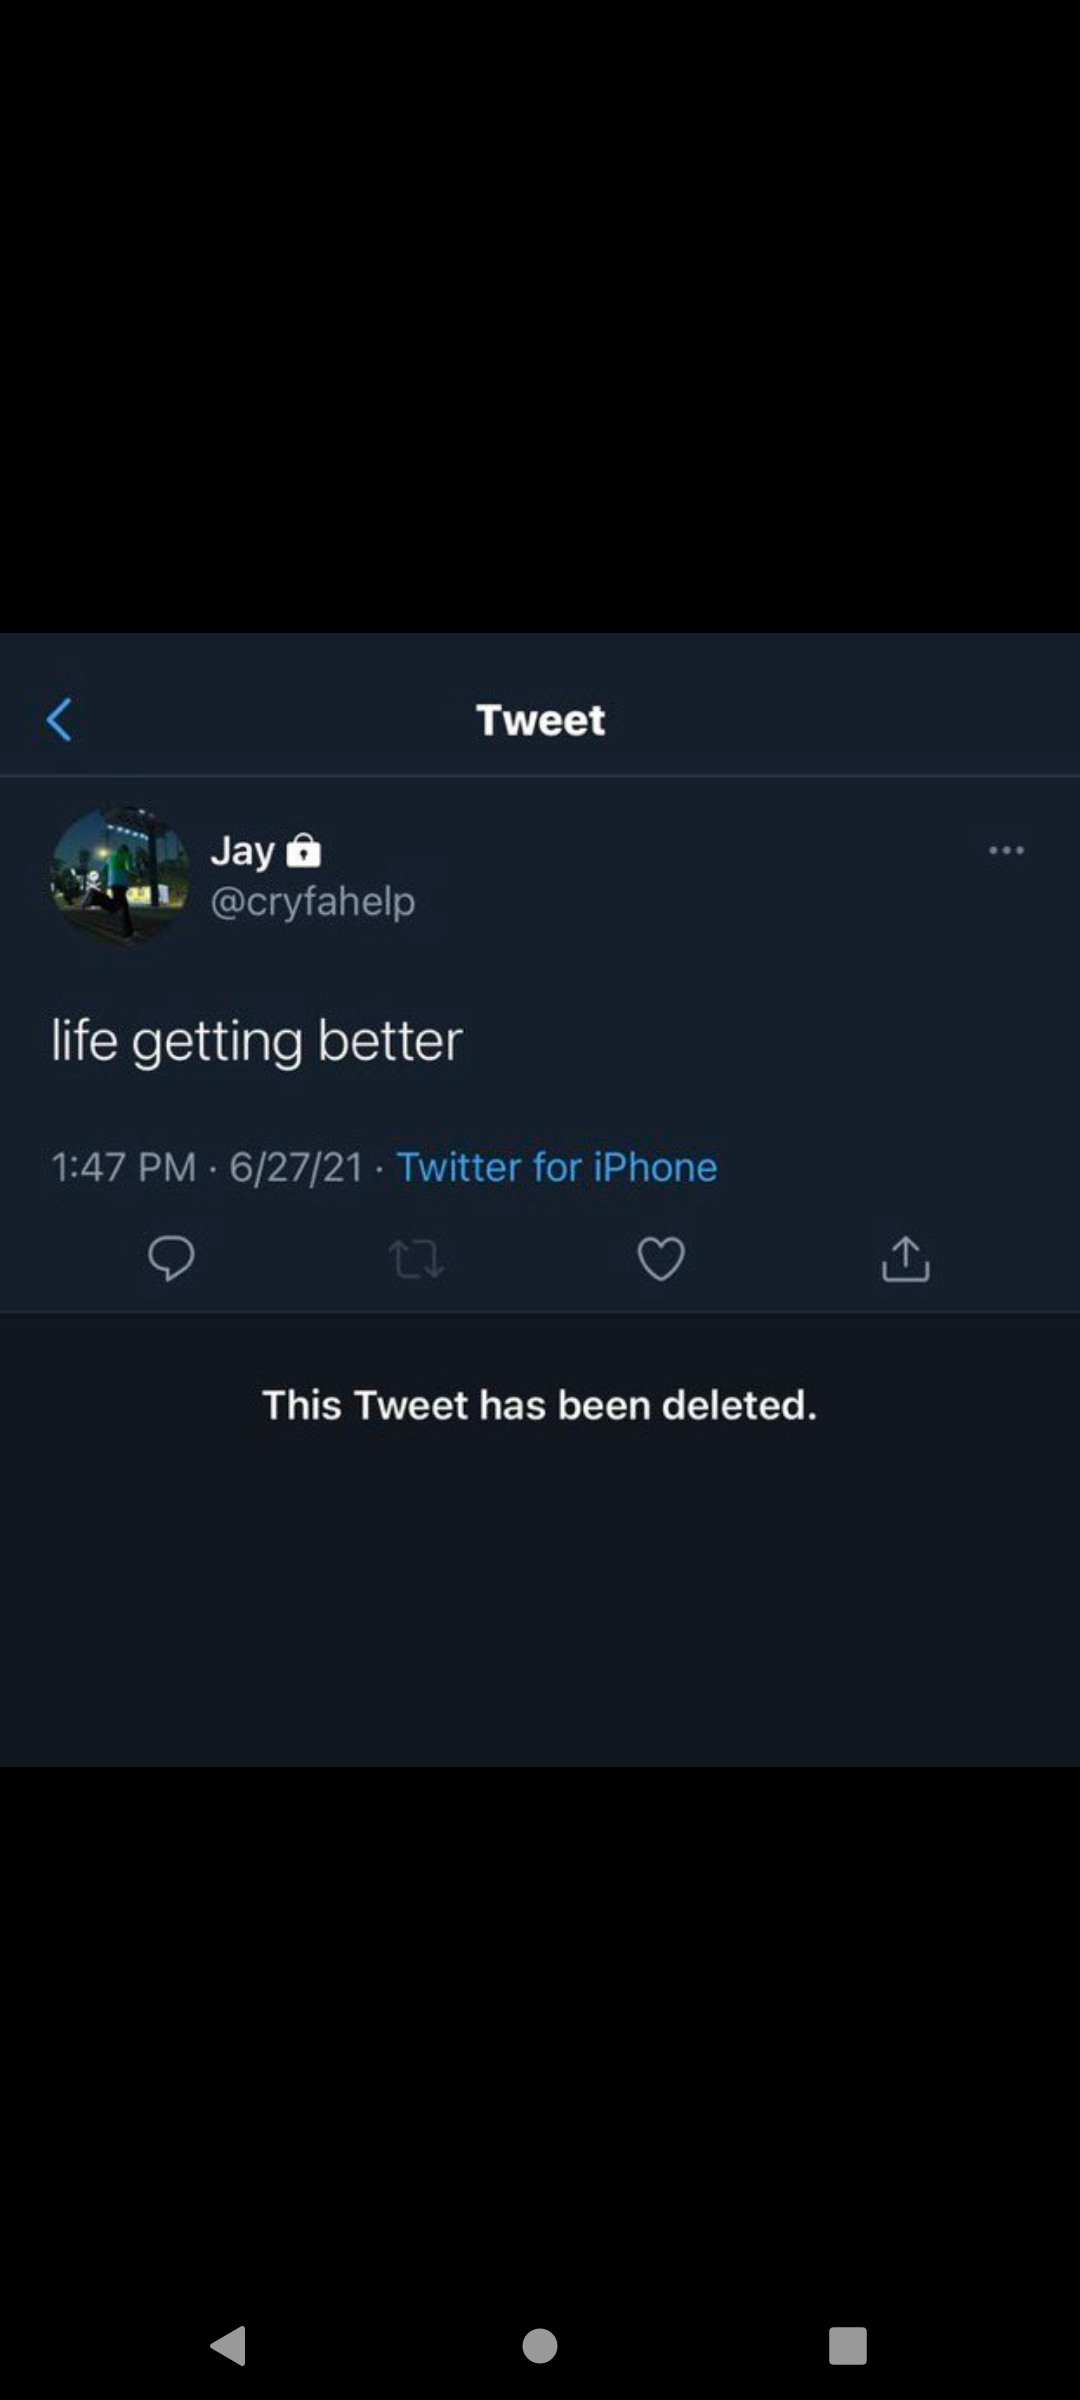 Tweet
Jay
@cryfahelp
life getting better
1:47 PM · 6/27/21 · Twitter for iPhone
This Tweet has been deleted.